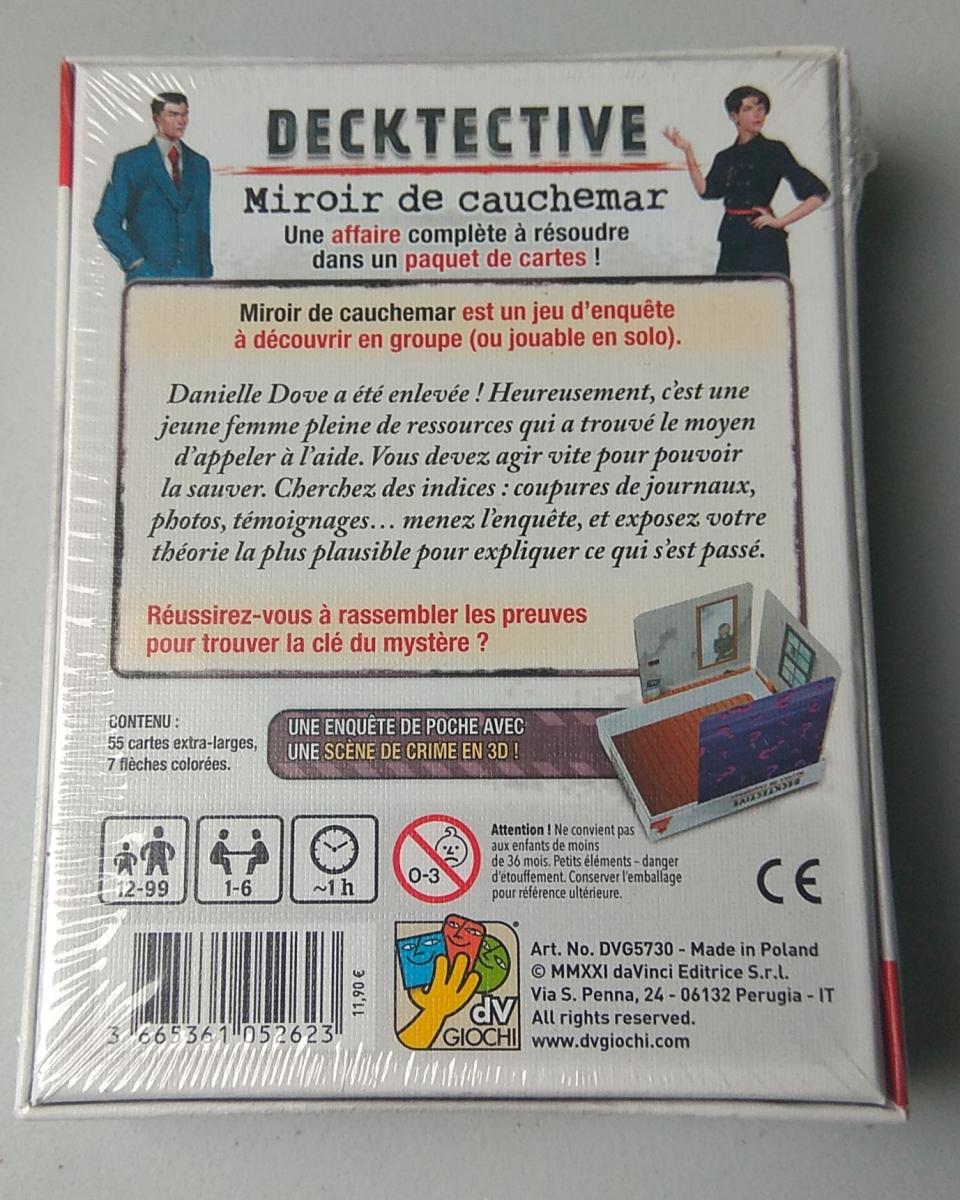 DECKTECTIVE
Miroir de cauchemar
Une affaire complète à résoudre
dans un paquet de cartes !
Miroir de cauchemar est un jeu d'enquête
à découvrir en groupe (ou jouable en solo).
Danielle Dove a été enlevée ! Heureusement, c'est une
jeune femme pleine de ressources qui a trouvé le moyen
d'appeler à l'aide. Vous devez agir vite pour pouvoir
la sauver. Cherchez des indices : coupures de journaux,
photos, témoignages... menez l'enquête, et exposez votre
théorie la plus plausible pour expliquer ce qui s'est passé.
Réussirez-vous à rassembler les preuves
pour trouver la clé du mystère ?
CONTENU :
55 cartes extra-larges,
7 flèches colorées.
UNE ENQUÊTE DE POCHE AVEC
UNE SCÈNE DE CRIME EN 3D !
DECKTECTIVE
12-99
1-6
~1 h
0-3
Attention ! Ne convient pas
aux enfants de moins
de 36 mois. Petits éléments - danger
d'étouffement. Conserver l'emballage
pour référence ultérieure.
CE
3 665361 052623
11,90 €
dV
GIOCHI
Art. No. DVG5730 - Made in Poland
© MMXXI daVinci Editrice S.r.l.
Via S. Penna, 24 - 06132 Perugia - IT
All rights reserved.
www.dvgiochi.com